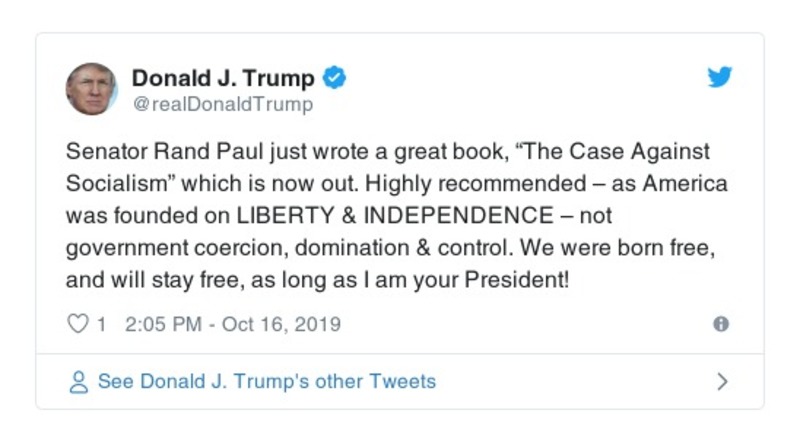 Donald J. Trump
@realDonaldTrump
Senator Rand Paul just wrote a great book, “The Case Against
Socialism” which is now out. Highly recommended – as America
was founded on LIBERTY & INDEPENDENCE – not
government coercion, domination & control. We were born free,
and will stay free, as long as I am your President!
1 2:05 PM - Oct 16, 2019
See Donald J. Trump's other Tweets